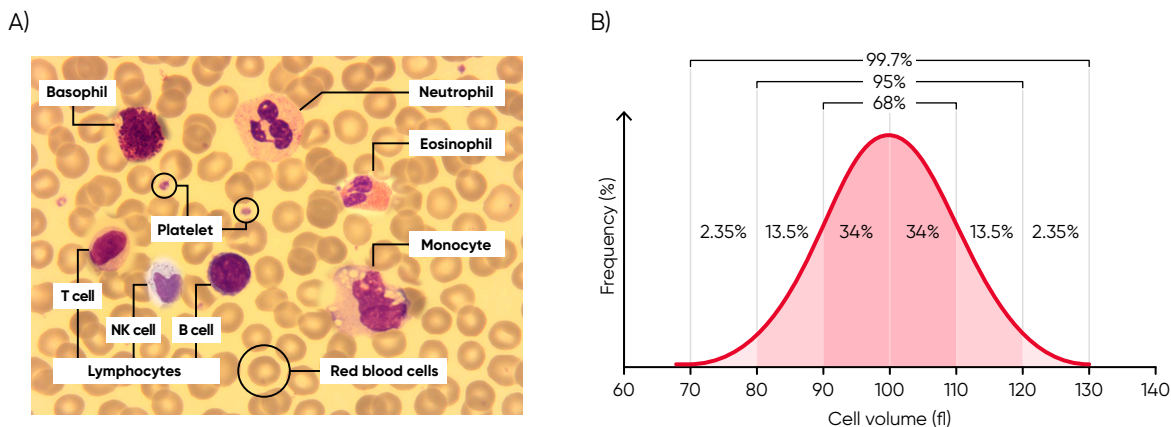 A)
Basophil
Neutrophil
Eosinophil
Platelet
Monocyte
T cell
NK cell
B cell
Lymphocytes
Red blood cells
B)
99.7%
95%
68%
Frequency (%)
2.35%
13.5%
34%
34%
13.5%
2.35%
60
70
80
90
100
110
120
130
140
Cell volume (fl)